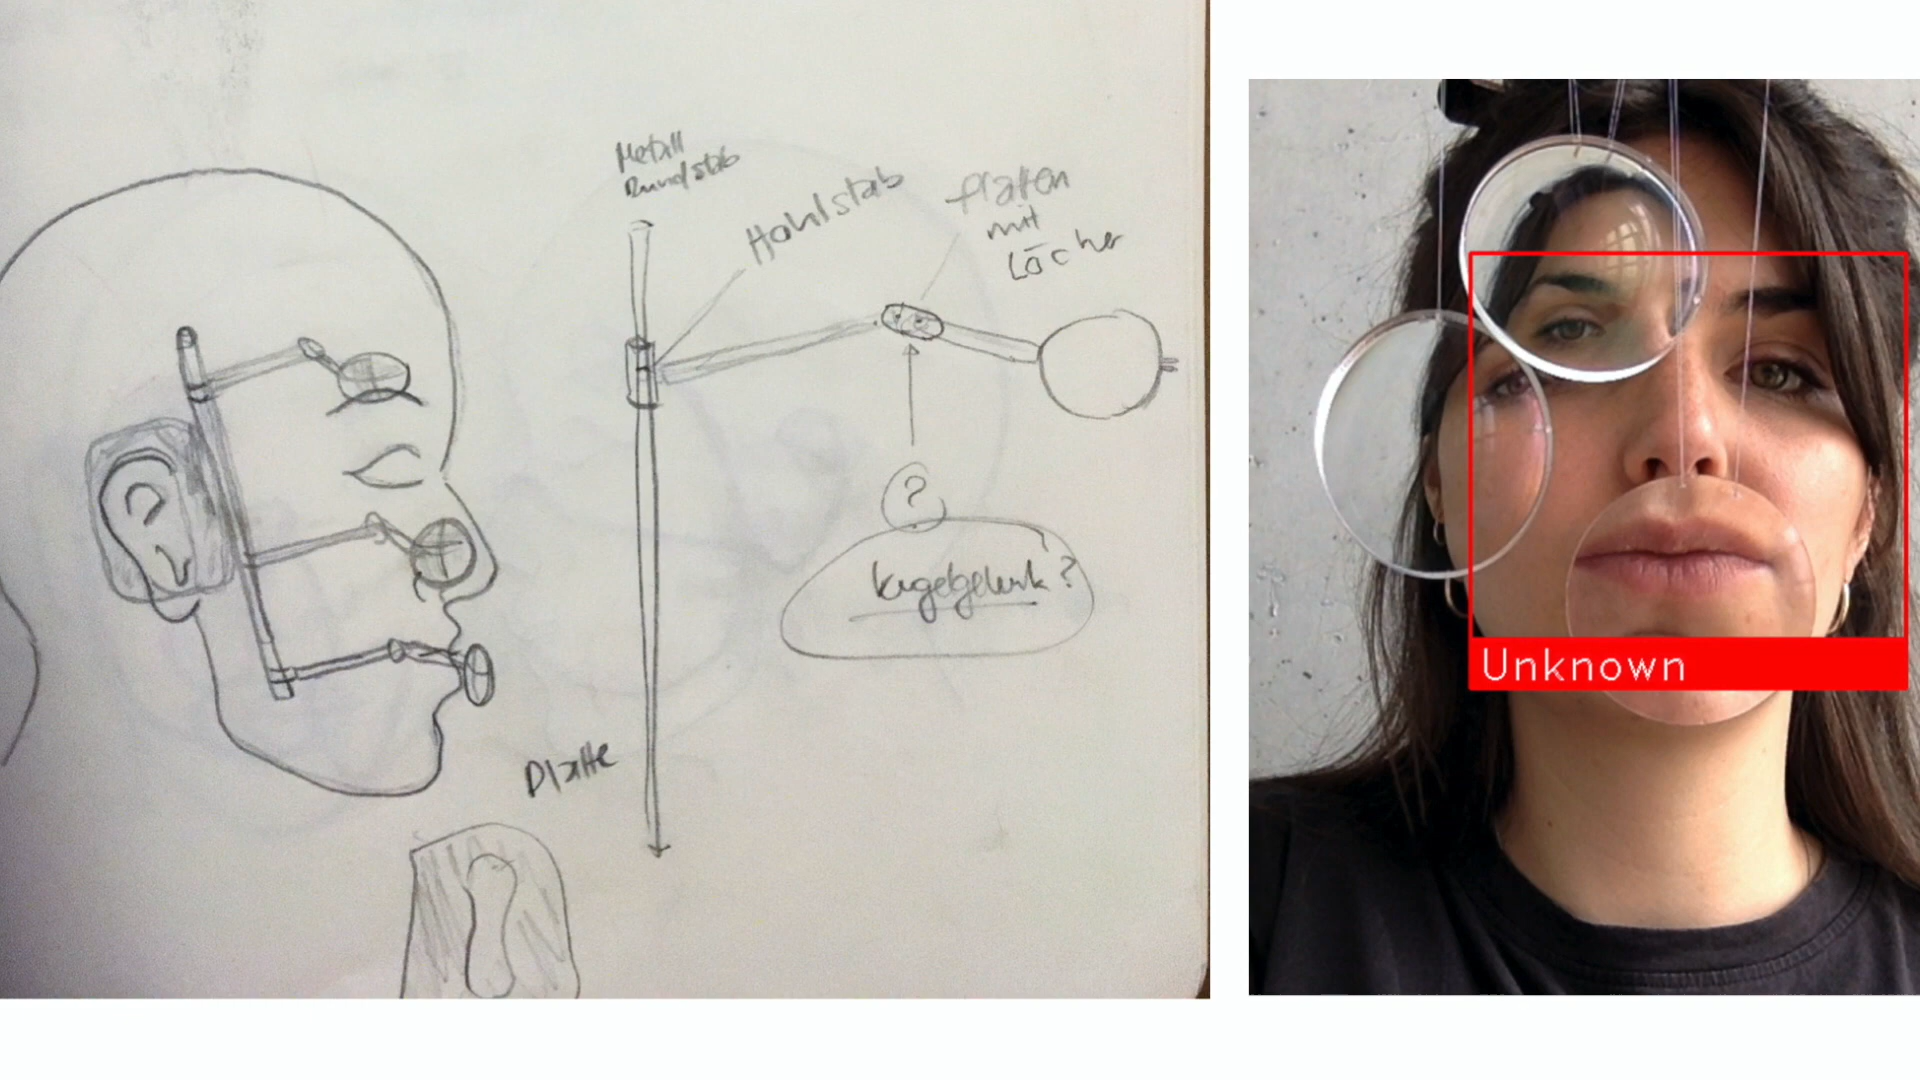 Metall
Rundstab
Hohlstab
Platten
mit
Löcher
?
Kugelgelenk?
Platte
Unknown